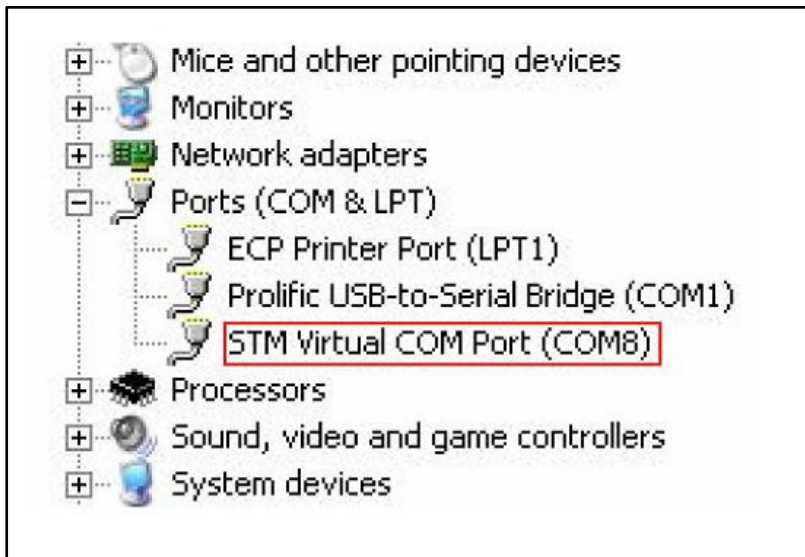 Mice and other pointing devices
Monitors
Network adapters
Ports (COM & LPT)
ECP Printer Port (LPT1)
Prolific USB-to-Serial Bridge (COM1)
STM Virtual COM Port (COM8)
Processors
Sound, video and game controllers
System devices